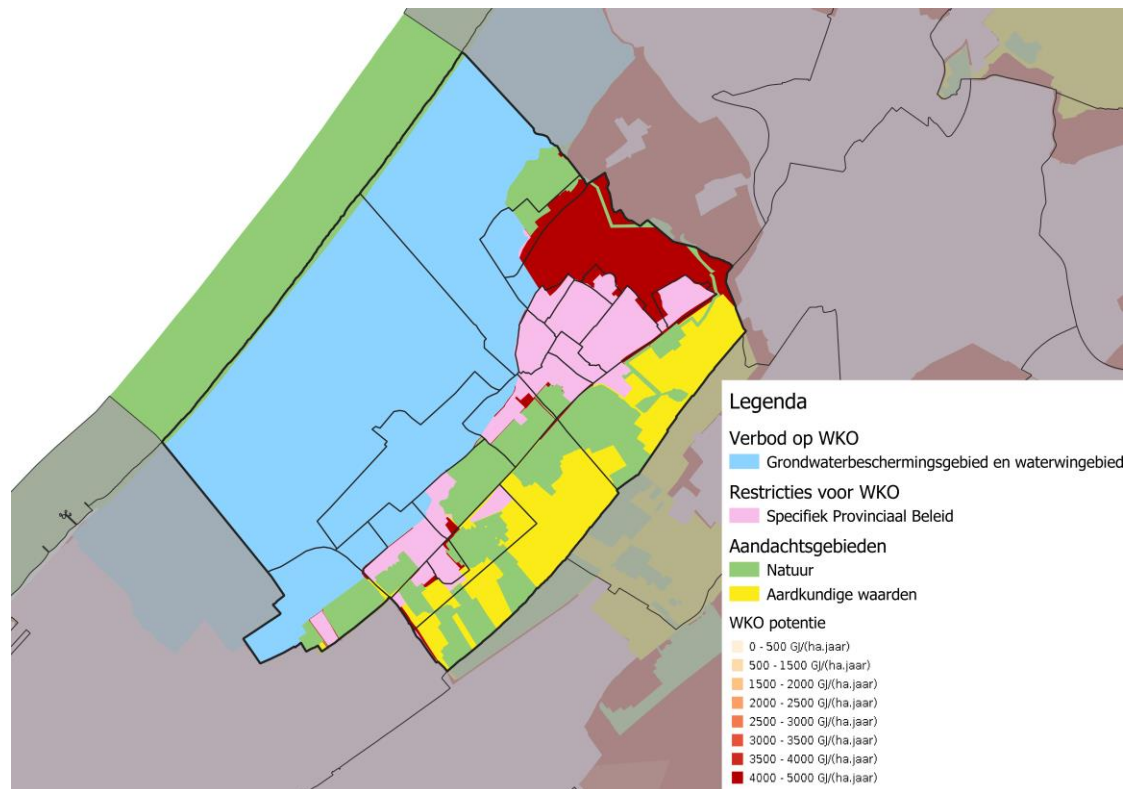 Legenda
Verbod op WKO
Grondwaterbeschermingsgebied en waterwingebied
Restricties voor WKO
Specifiek Provinciaal Beleid
Aandachtsgebieden
Natuur
Aardkundige waarden
WKO potentie
0 - 500 GJ/(ha.jaar)
500 - 1500 GJ/(ha.jaar)
1500 - 2000 GJ/(ha.jaar)
2000 - 2500 GJ/(ha.jaar)
2500 - 3000 GJ/(ha.jaar)
3000 - 3500 GJ/(ha.jaar)
3500 - 4000 GJ/(ha.jaar)
4000 - 5000 GJ/(ha.jaar)